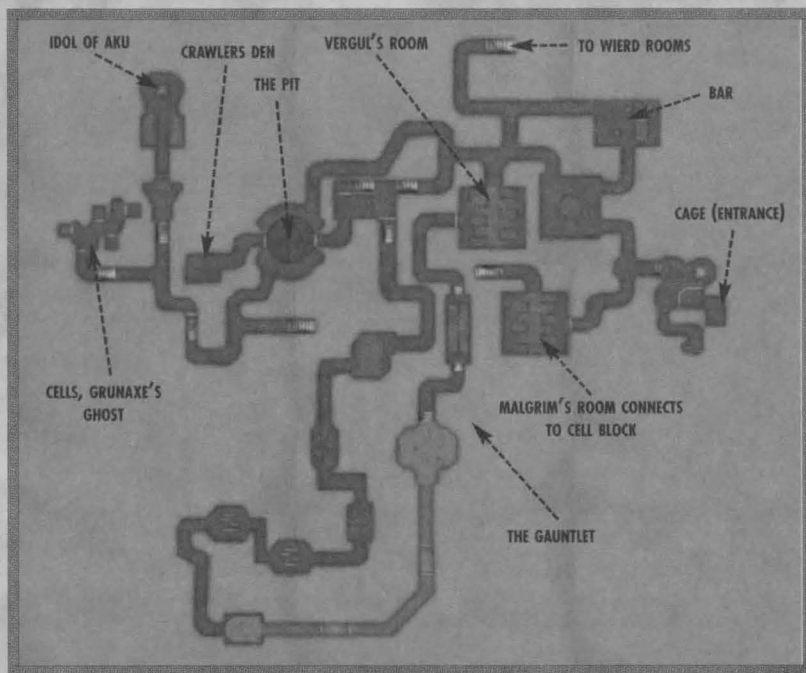 IDOL OF AKU
CRAWLERS DEN
THE PIT
VERGUL'S ROOM
TO WIERD ROOMS
BAR
CAGE (ENTRANCE)
CELLS, GRUNAXE'S
GHOST
MALGRIM'S ROOM CONNECTS
TO CELL BLOCK
THE GAUNTLET